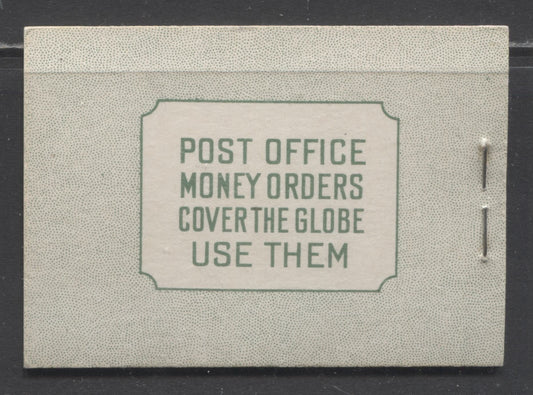 POST OFFICE
MONEY ORDERS
COVER THE GLOBE
USE THEM